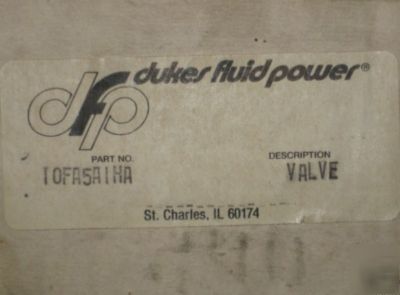 dfp
dukes fluid power®
PART NO.
DESCRIPTION
10FA5A1HA
VALVE
St. Charles, IL 60174